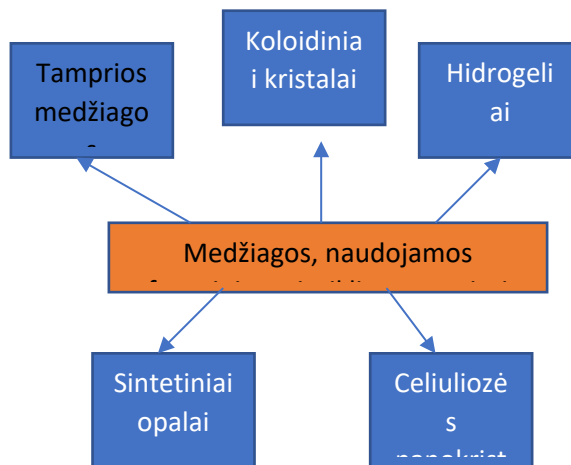 Koloidinia
i kristalai
Tamprios
medžiago
Hidrogeli
ai
Medžiagos, naudojamos
Sintetiniai
opalai
Celiuliozė
s